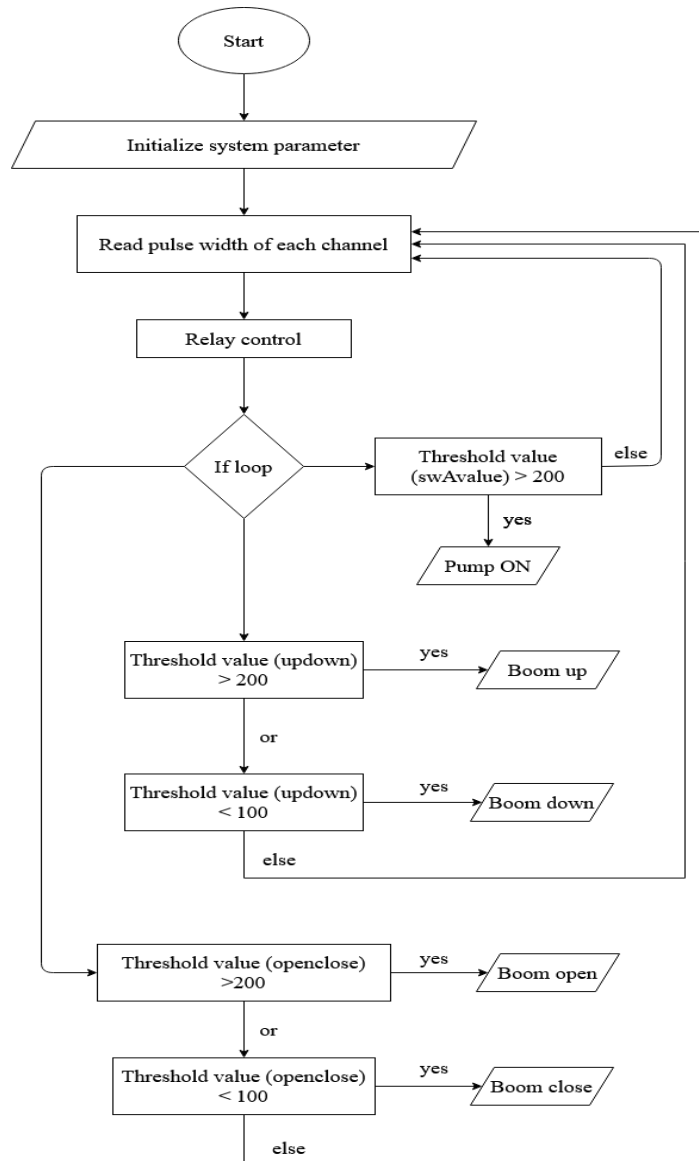 Start
Initialize system parameter
Read pulse width of each channel
Relay control
If loop
Threshold value
(swAvalue) > 200
else
yes
Pump ON
Threshold value (updown)
> 200
yes
Boom up
or
Threshold value (updown)
< 100
yes
Boom down
else
Threshold value (openclose)
>200
yes
Boom open
or
Threshold value (openclose)
< 100
yes
Boom close
else